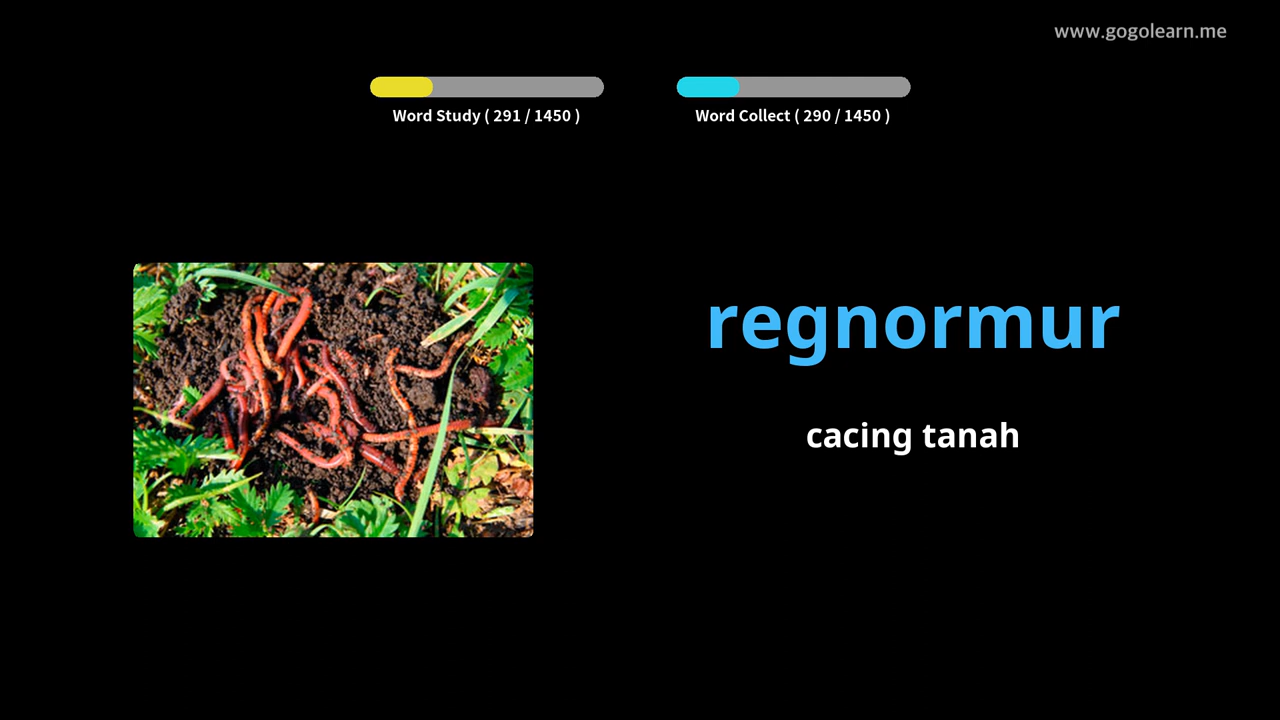 www.gogolearn.me
Word Study ( 291 / 1450 )
Word Collect ( 290 / 1450 )
regnormur
cacing tanah